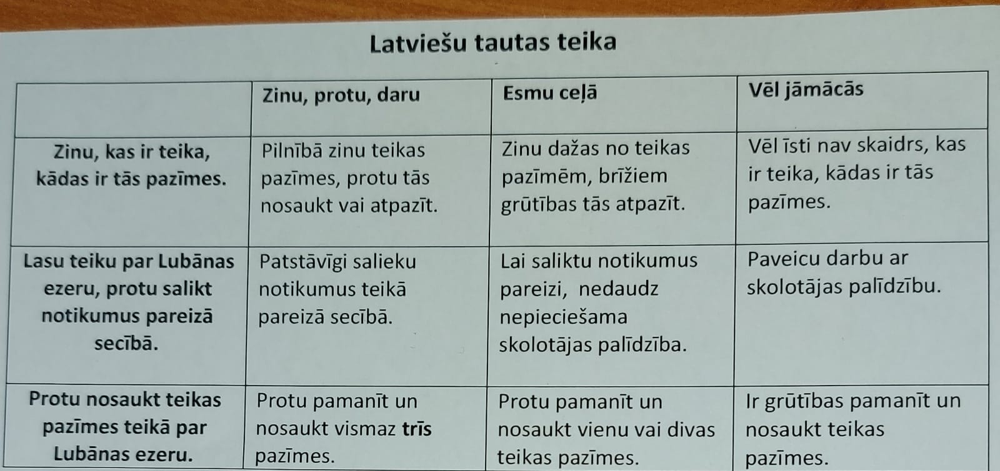 Latviešu tautas teika
Zinu, protu, daru
Esmu ceļā
Vēl jāmācās
Zinu, kas ir teika,
kādas ir tās pazīmes.
Pilnībā zinu teikas
pazīmes, protu tās
nosaukt vai atpazīt.
Zinu dažas no teikas
pazīmēm, brīžiem
grūtības tās atpazīt.
Vēl īsti nav skaidrs, kas
ir teika, kādas ir tās
pazīmes.
Lasu teiku par Lubānas
ezeru, protu salikt
notikumus pareizā
secībā.
Patstāvīgi salieku
notikumus teikā
pareizā secībā.
Lai saliktu notikumus
pareizi, nedaudz
nepieciešama
skolotājas palīdzība.
Paveicu darbu ar
skolotājas palīdzību.
Protu nosaukt teikas
pazīmes teikā par
Lubānas ezeru.
Protu pamanīt un
nosaukt vismaz trīs
pazīmes.
Protu pamanīt un
nosaukt vienu vai divas
teikas pazīmes.
Ir grūtības pamanīt un
nosaukt teikas
pazīmes.